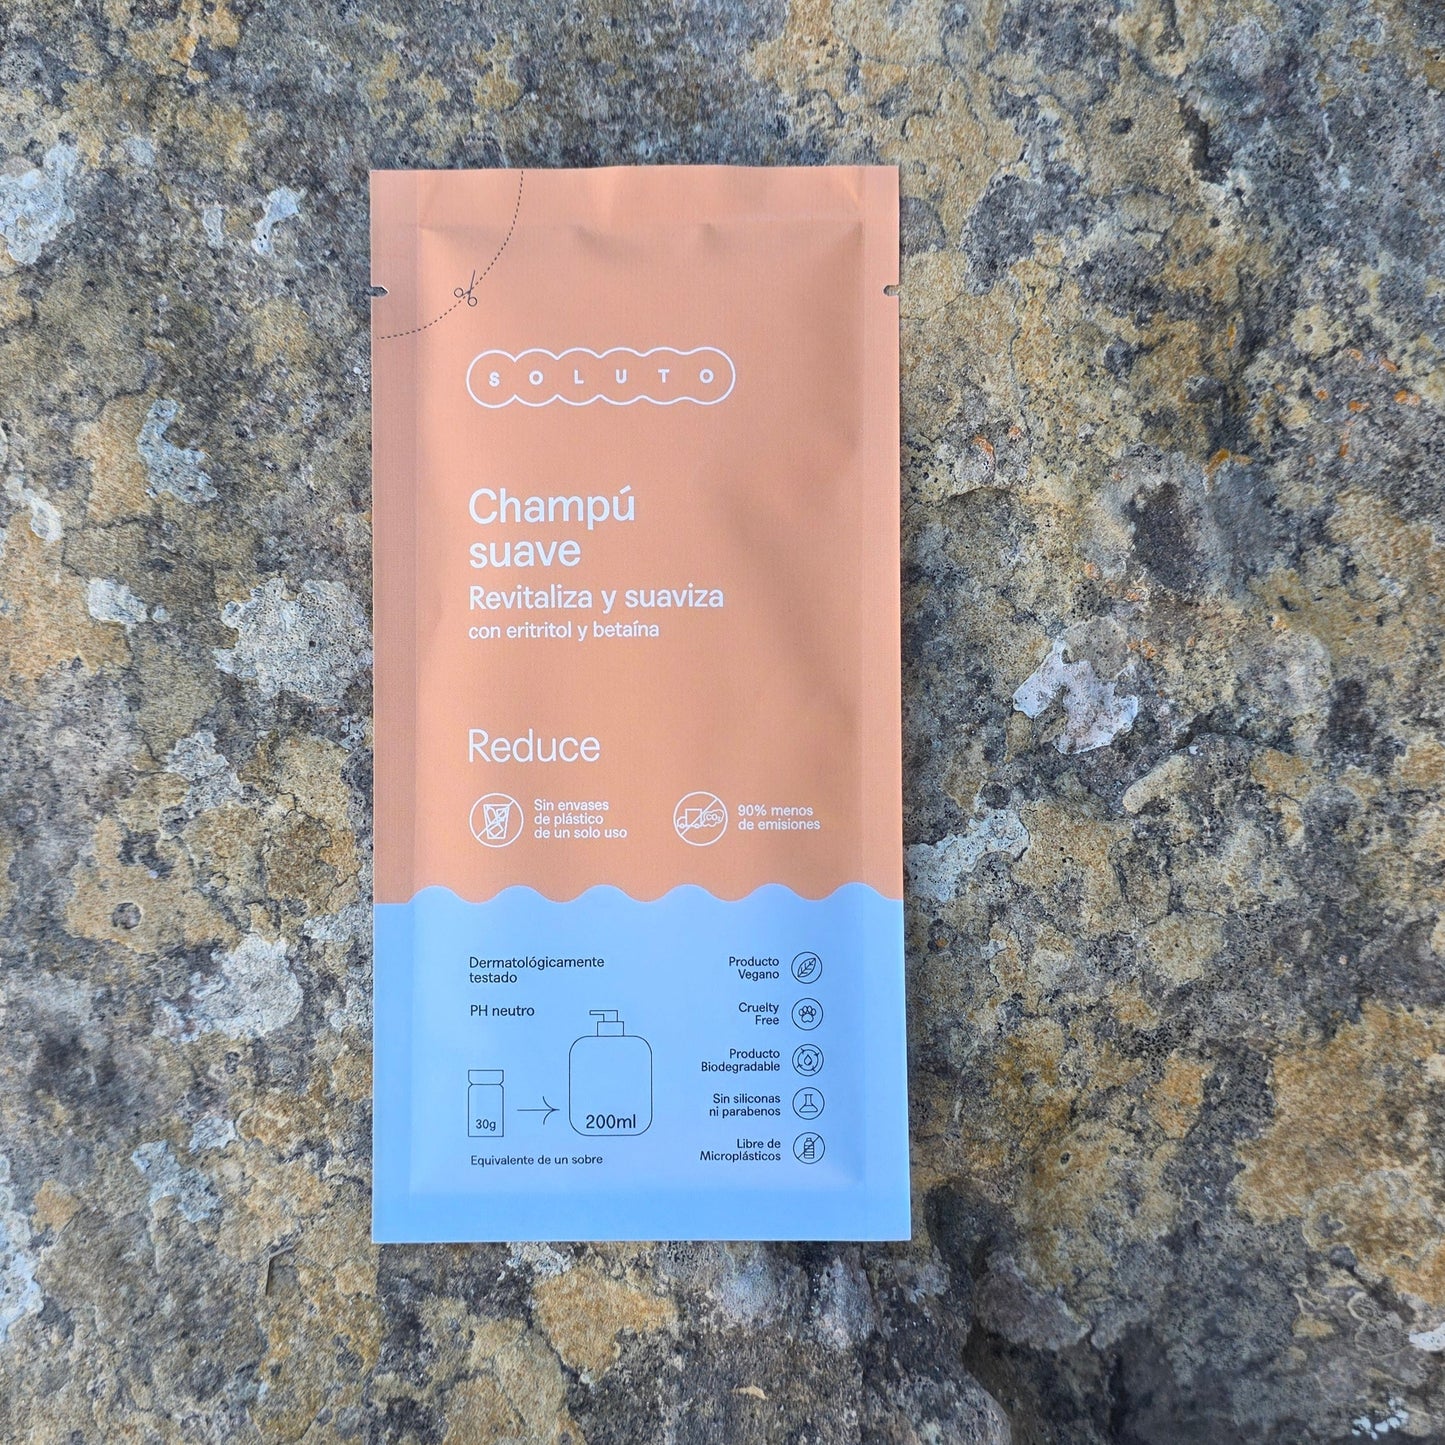 SOLUTO
Champú
suave
Revitaliza y suaviza
con eritritol y betaína
Reduce
Sin envases
de plástico
de un solo uso
CO₂
90% menos
de emisiones
Dermatológicamente
testado
PH neutro
30g
200ml
Equivalente de un sobre
Producto
Vegano
Cruelty
Free
Producto
Biodegradable
Sin siliconas
ni parabenos
Libre de
Microplásticos